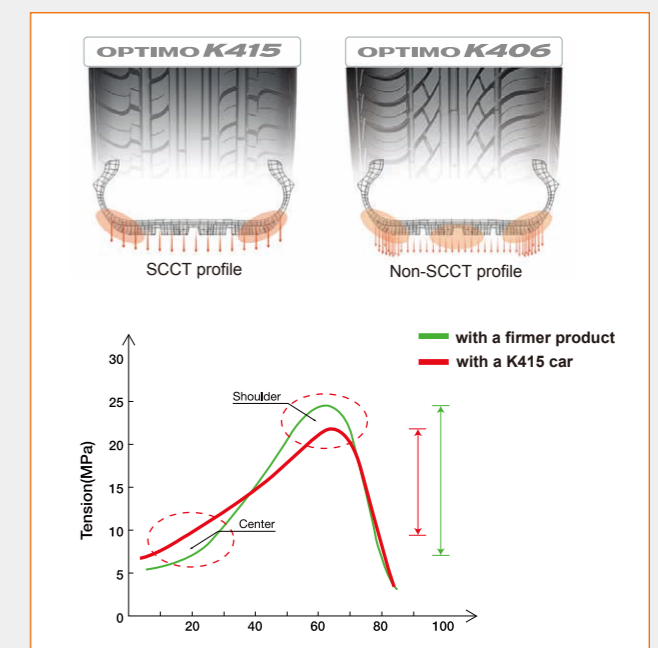 OPTIMO K415
OPTIMO K406
SCCT profile
Non-SCCT profile
with a firmer product
with a K415 car
Tension(MPa)
30
25
20
15
10
5
0
Shoulder
Center
20 40 60 80 100